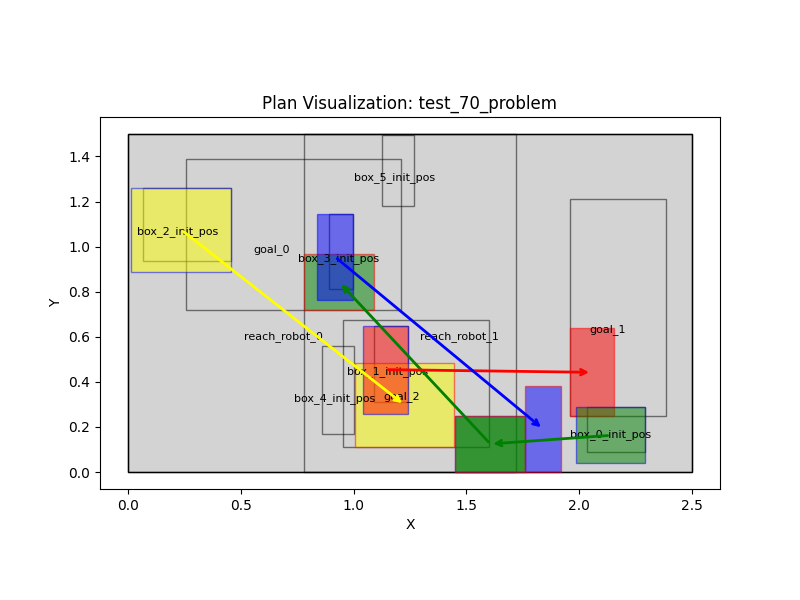 Plan Visualization: test_70_problem
1.4
1.2
1.0
0.8
0.6
0.4
0.2
0.0
Y
box_5_init_pos
box_2_init_pos
goal_0
box_3_init_pos
goal_1
reach_robot_0
reach_robot_1
box_1_init_pos
box_4_init_pos
goal_2
box_0_init_pos
0.0
0.5
1.0
1.5
2.0
2.5
X